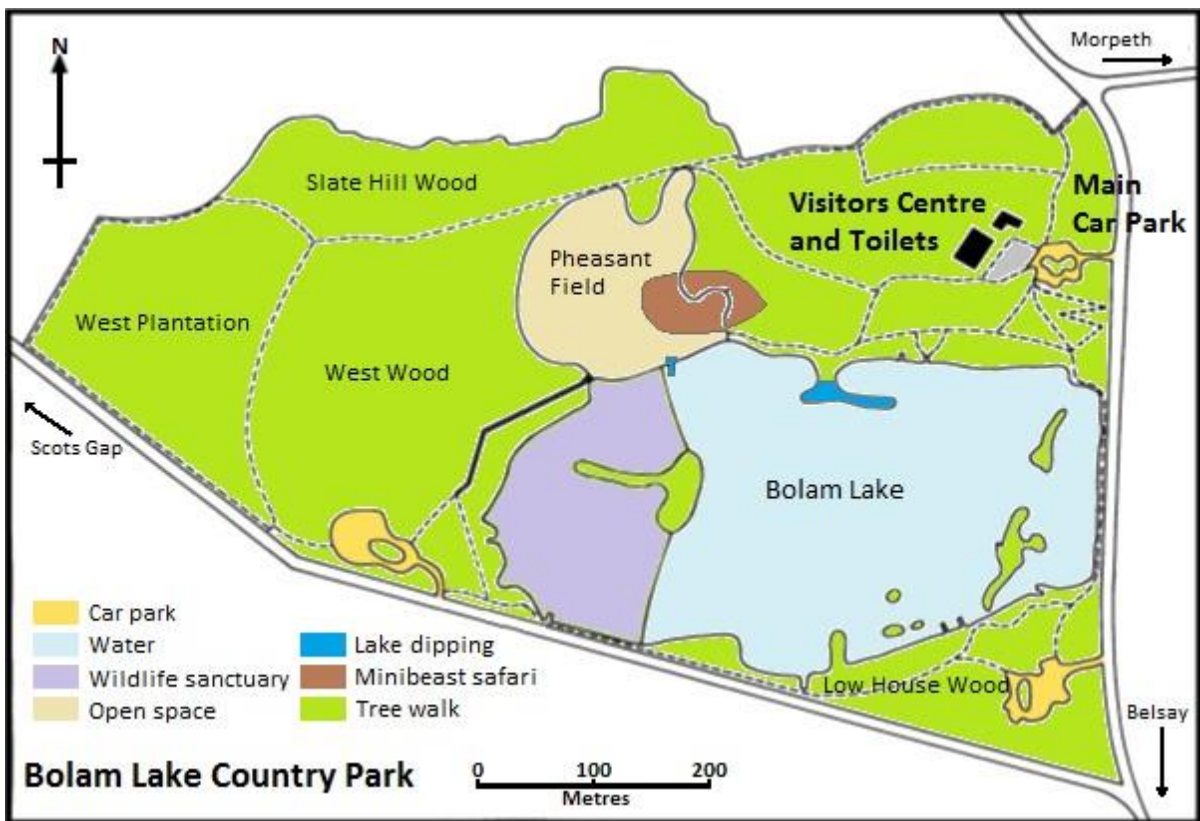 N
Morpeth
Slate Hill Wood
Visitors Centre
and Toilets
Main
Car Park
Pheasant
Field
West Plantation
West Wood
Scots Gap
Bolam Lake
Car park
Water
Wildlife sanctuary
Open space
Lake dipping
Minibeast safari
Tree walk
Low House Wood
Belsay
Bolam Lake Country Park
0 100 200
Metres